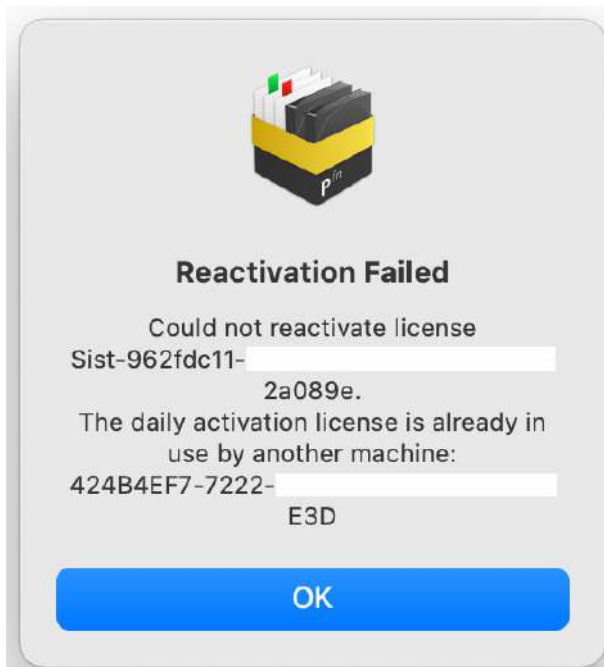 Pfn
Reactivation Failed
Could not reactivate license
Sist-962fdc11-
2a089e.
The daily activation license is already in
use by another machine:
424B4EF7-7222-
E3D
OK